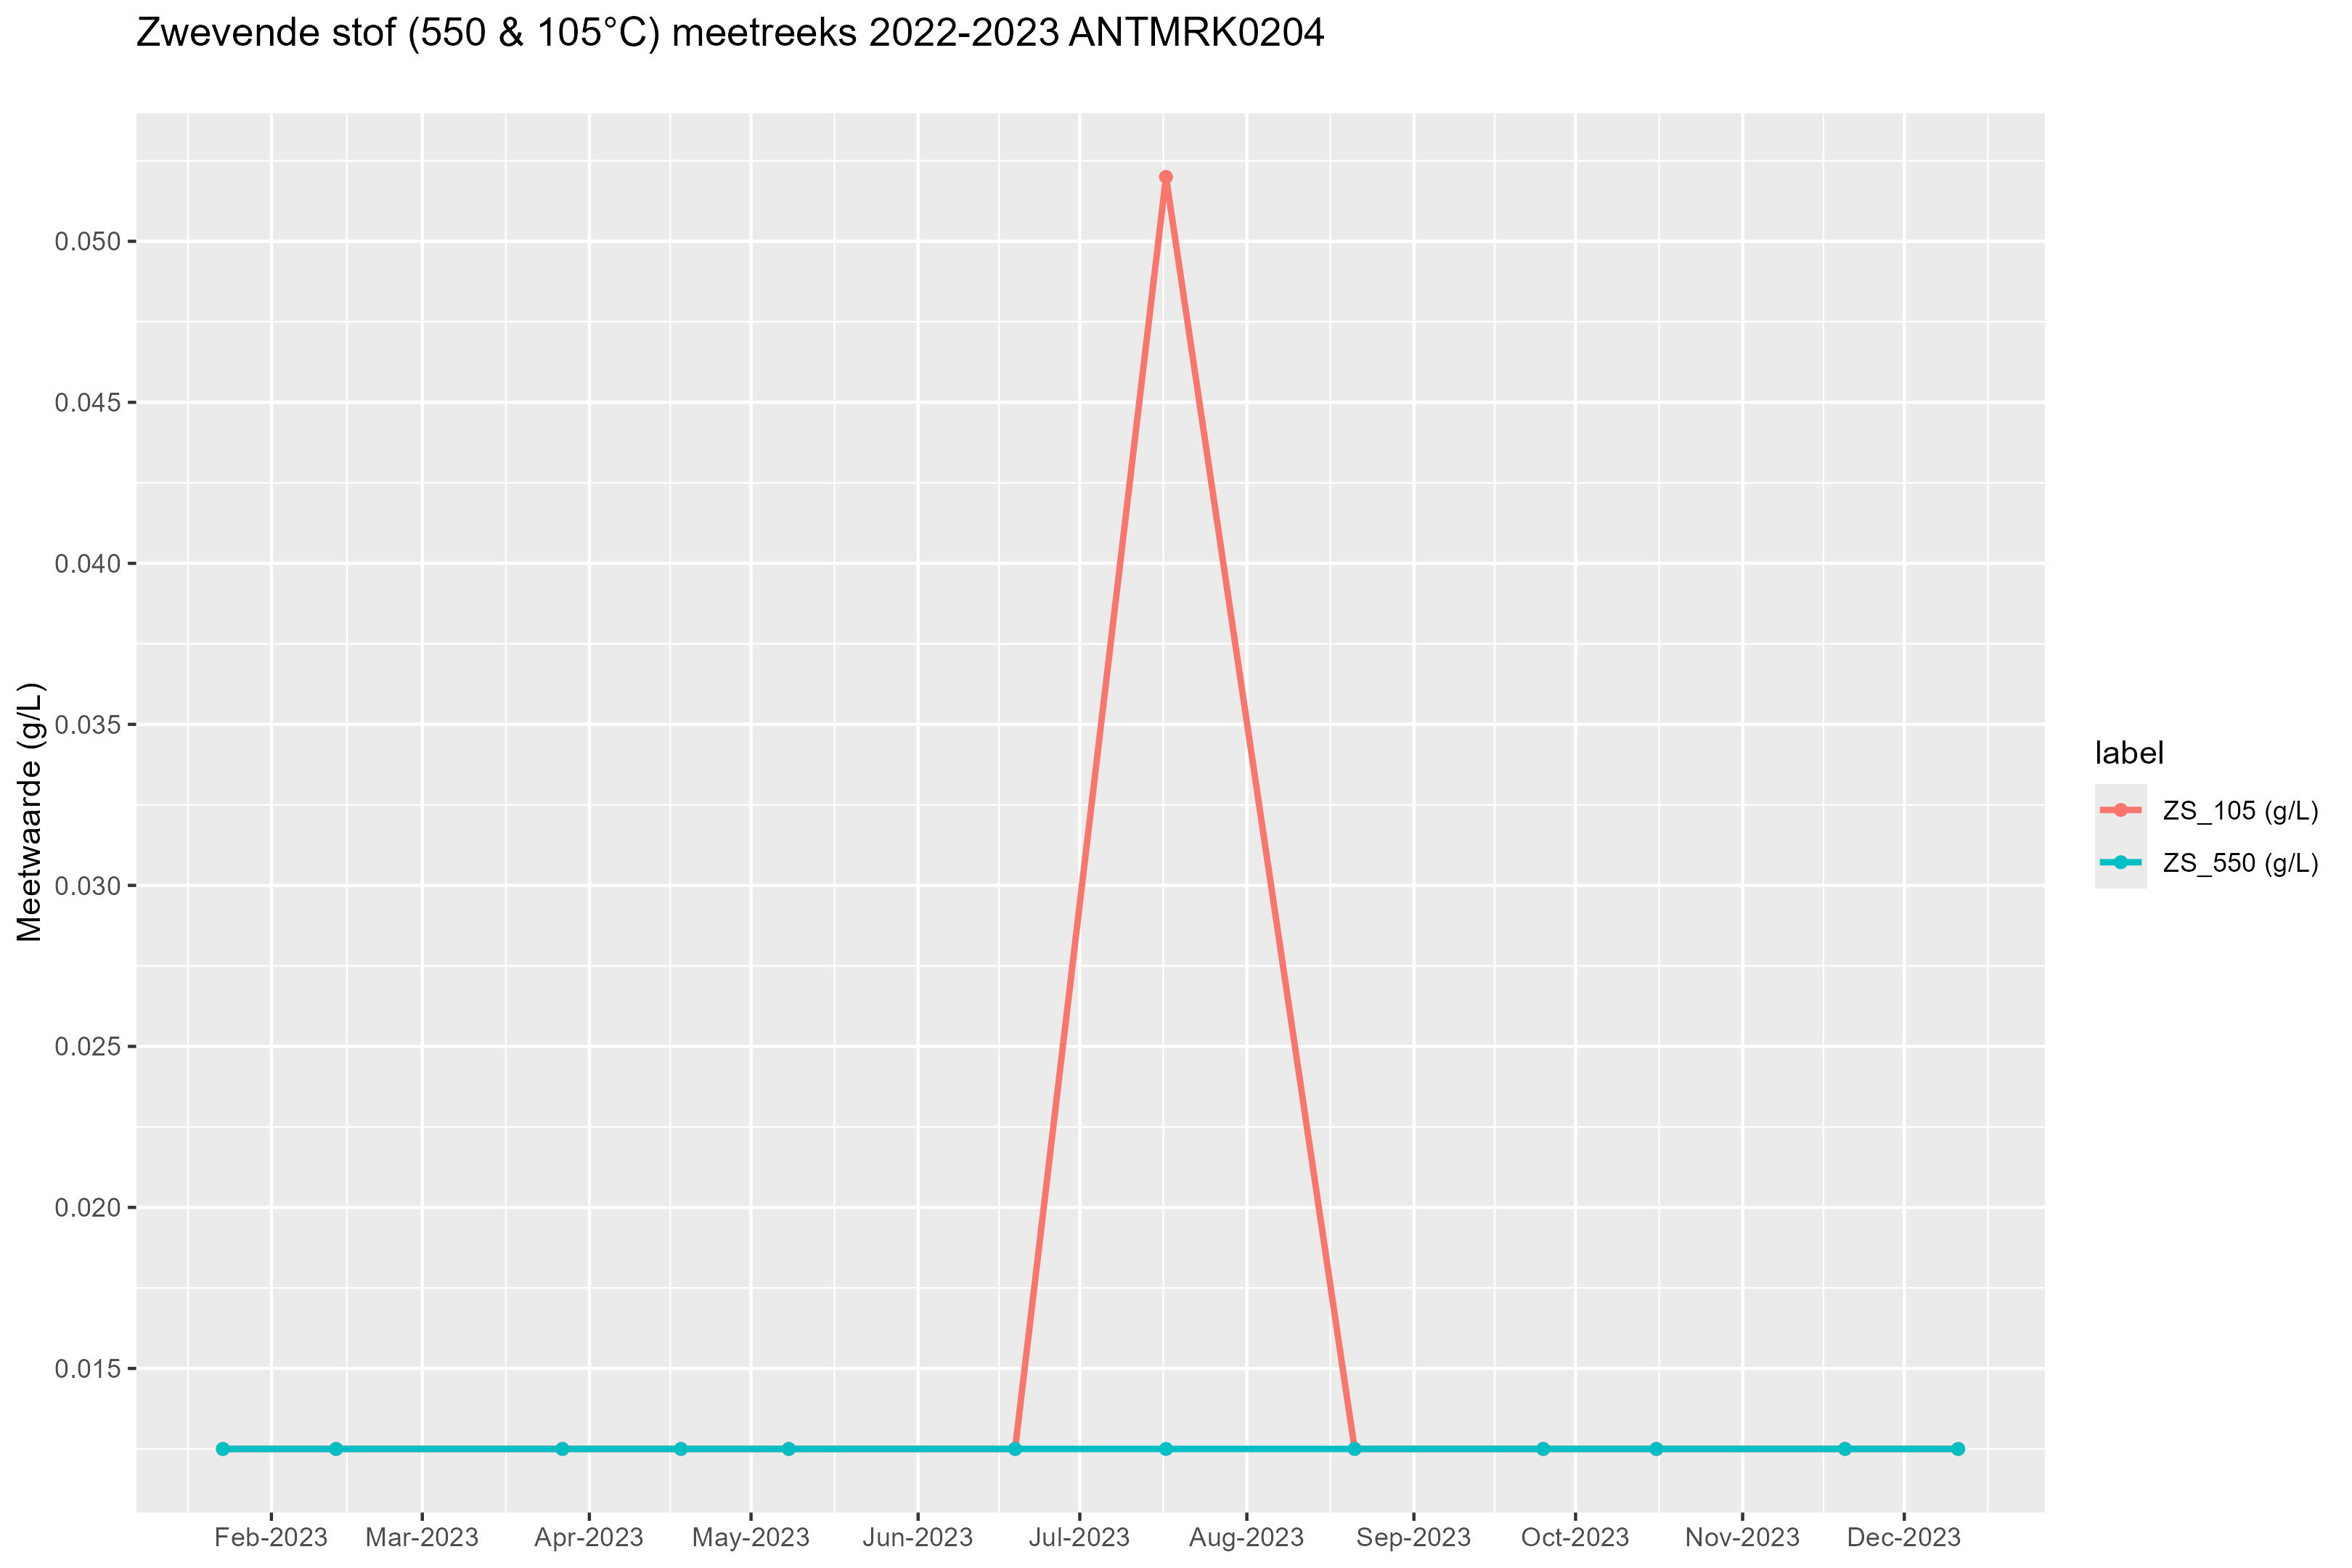 Zwevende stof (550 & 105°C) meetreeks 2022-2023 ANTMRK0204
Meetwaarde (g/L)
0.050
0.045
0.040
0.035
0.030
0.025
0.020
0.015
Feb-2023
Mar-2023
Apr-2023
May-2023
Jun-2023
Jul-2023
Aug-2023
Sep-2023
Oct-2023
Nov-2023
Dec-2023
label
ZS_105 (g/L)
ZS_550 (g/L)